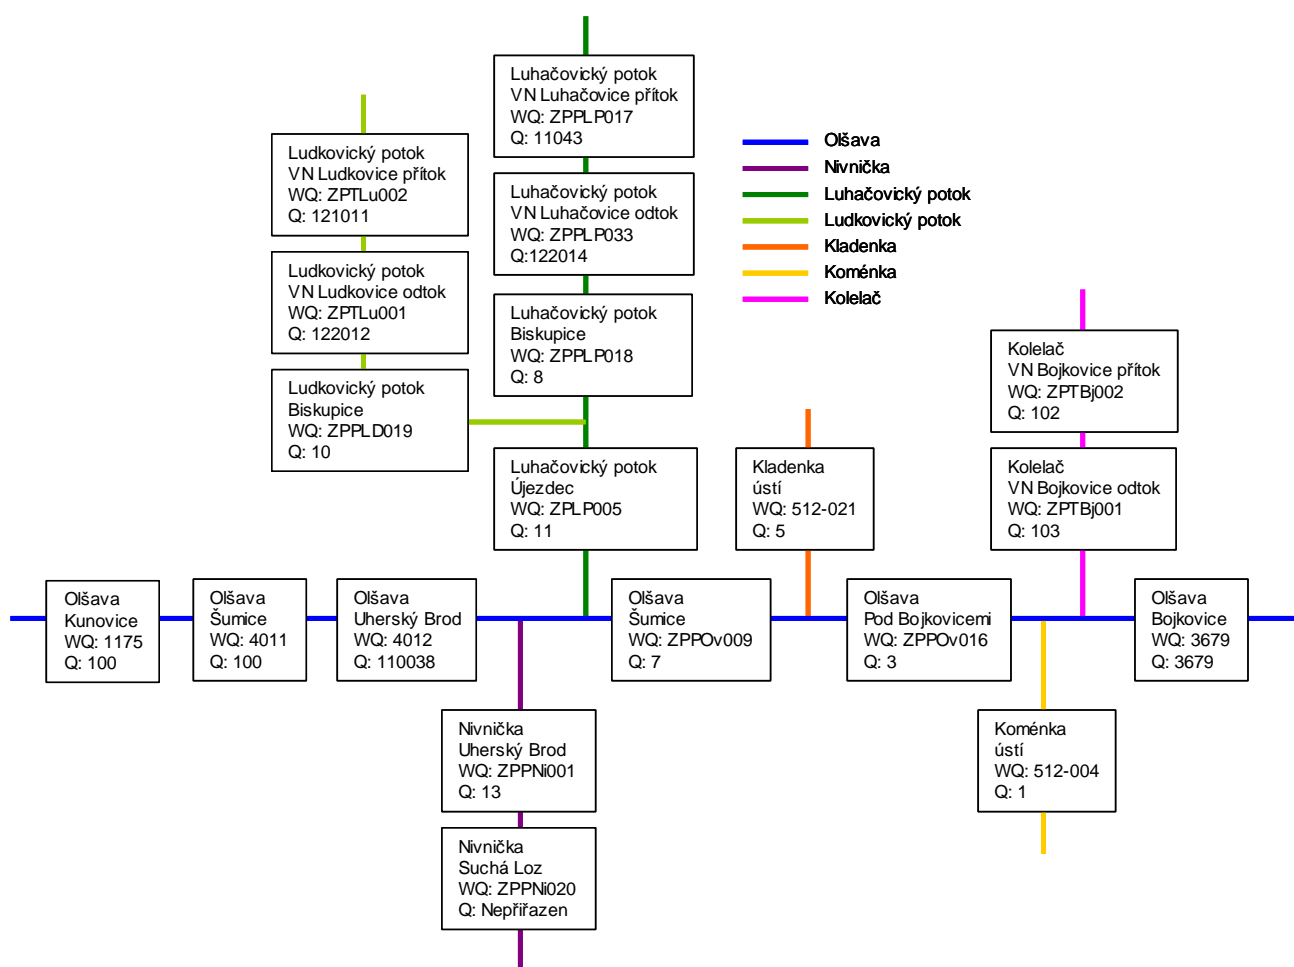 Luhačovický potok
VN Luhačovice přítok
WQ: ZPPLP017
Q: 11043
Ludkovický potok
VN Ludkovice přítok
WQ: ZPTLu002
Q: 121011
Luhačovický potok
VN Luhačovice odtok
WQ: ZPPLP033
Q:122014
Olšava
Nivnička
Luhačovický potok
Ludkovický potok
Kladenka
Koménka
Kolelač
Ludkovický potok
VN Ludkovice odtok
WQ: ZPTLu001
Q: 122012
Luhačovický potok
Biskupice
WQ: ZPPLP018
Q: 8
Kolelač
VN Bojkovice přítok
WQ: ZPTBj002
Q: 102
Ludkovický potok
Biskupice
WQ: ZPPLD019
Q: 10
Luhačovický potok
Újezdec
WQ: ZPLP005
Q: 11
Kladenka
ústí
WQ: 512-021
Q: 5
Kolelač
VN Bojkovice odtok
WQ: ZPTBj001
Q: 103
Olšava
Kunovice
WQ: 1175
Q: 100
Olšava
Šumice
WQ: 4011
Q: 100
Olšava
Uherský Brod
WQ: 4012
Q: 110038
Olšava
Šumice
WQ: ZPPOv009
Q: 7
Olšava
Pod Bojkovicemi
WQ: ZPPOv016
Q: 3
Olšava
Bojkovice
WQ: 3679
Q: 3679
Nivnička
Uherský Brod
WQ: ZPPNi001
Q: 13
Koménka
ústí
WQ: 512-004
Q: 1
Nivnička
Suchá Loz
WQ: ZPPNi020
Q: Nepřiřazen